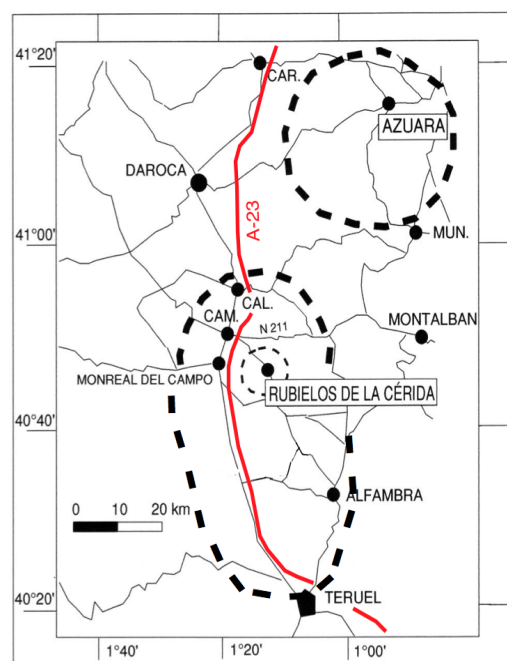 41°20'
CAR.
AZUARA
DAROCA
A-23
41°00'
MUN.
CAL.
CAM.
N 211
MONTALBAN
MONREAL DEL CAMPO
RUBIELOS DE LA CÉRIDA
40°40'
ALFAMBRA
0 10 20 km
TERUEL
40°20'
1°40' 1°20' 1°00'